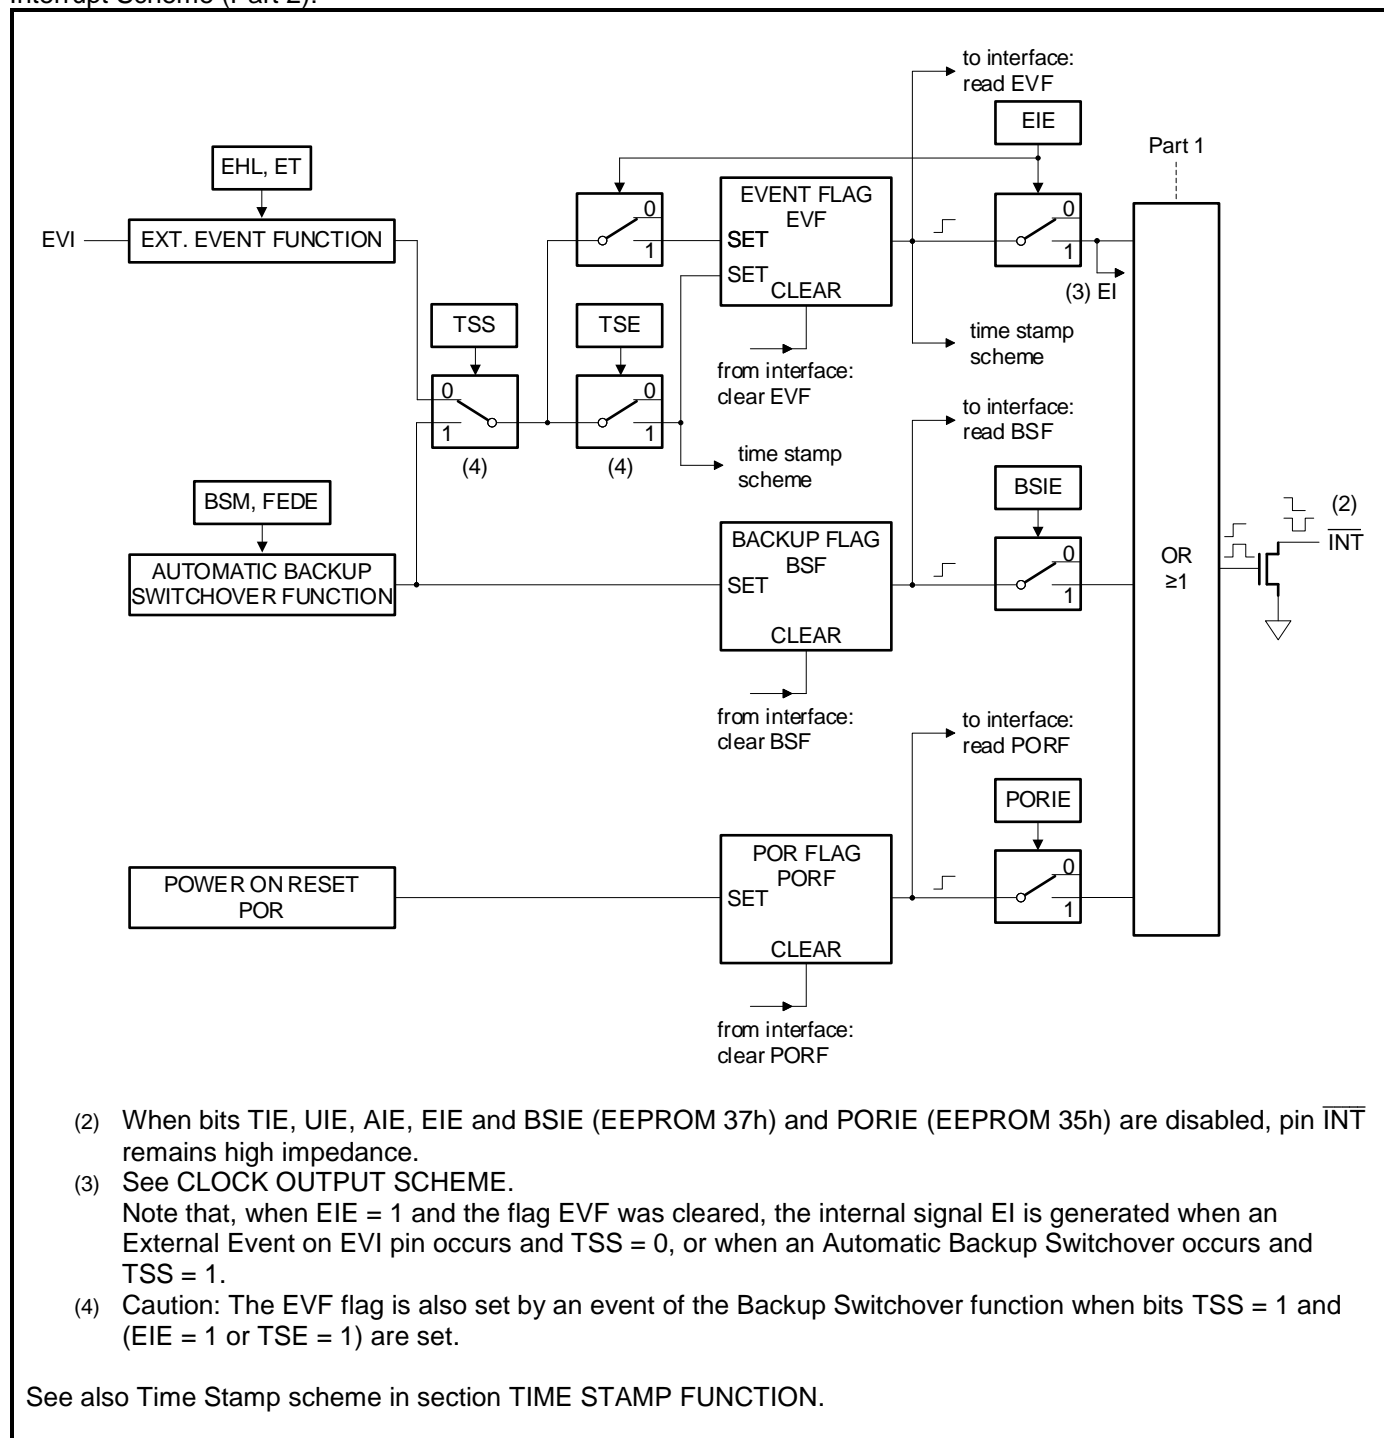 Interrupt Scheme (Part 2):
to interface:
read EVF
EIE
Part 1
EHL, ET
EVI
EXT. EVENT FUNCTION
0
1
EVENT FLAG
EVF
SET
SET
CLEAR
0
1
(3) EI
TSS
TSE
from interface:
clear EVF
time stamp
scheme
0
1
(4)
0
1
(4)
time stamp
scheme
to interface:
read BSF
BSM, FEDE
BSIE
AUTOMATIC BACKUP
SWITCHOVER FUNCTION
BACKUP FLAG
BSF
SET
CLEAR
0
1
OR
≥1
(2)
INT
from interface:
clear BSF
to interface:
read PORF
PORIE
POWER ON RESET
POR
POR FLAG
PORF
SET
CLEAR
0
1
from interface:
clear PORF
(2) When bits TIE, UIE, AIE, EIE and BSIE (EEPROM 37h) and PORIE (EEPROM 35h) are disabled, pin INT
remains high impedance.
(3) See CLOCK OUTPUT SCHEME.
Note that, when EIE = 1 and the flag EVF was cleared, the internal signal EI is generated when an
External Event on EVI pin occurs and TSS = 0, or when an Automatic Backup Switchover occurs and
TSS = 1.
(4) Caution: The EVF flag is also set by an event of the Backup Switchover function when bits TSS = 1 and
(EIE = 1 or TSE = 1) are set.
See also Time Stamp scheme in section TIME STAMP FUNCTION.